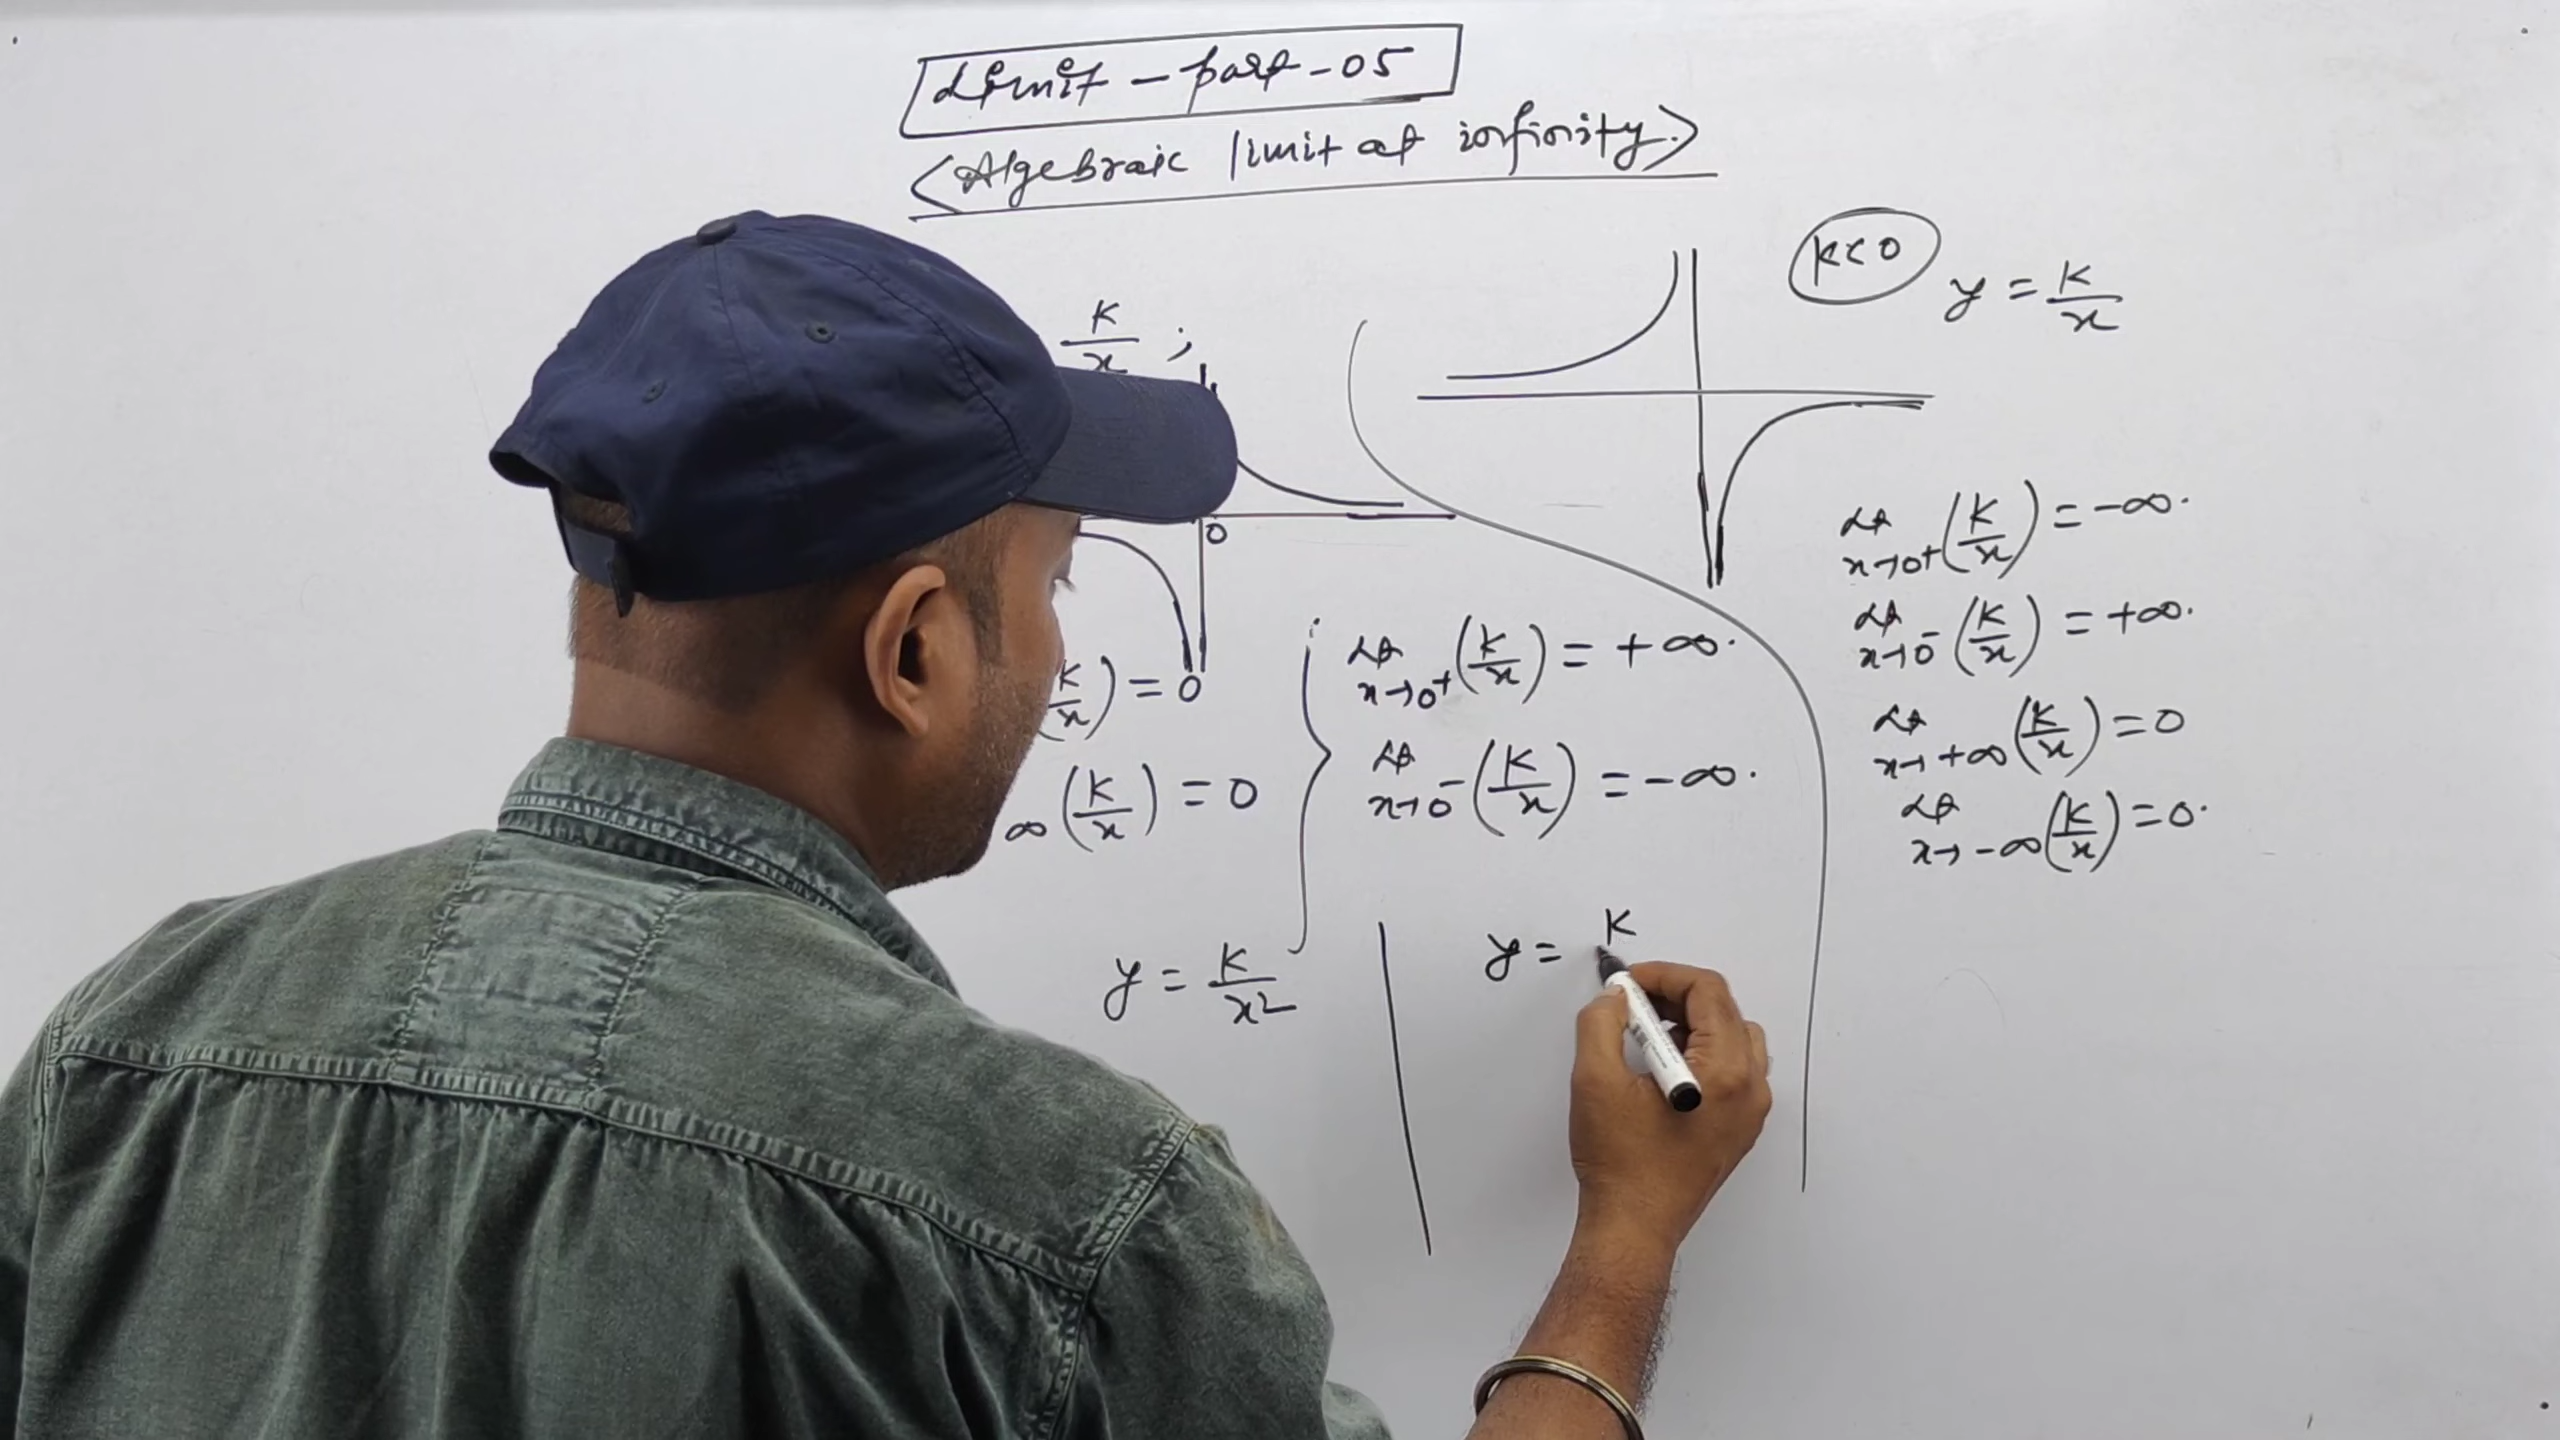 Limit - part - 05
<Algebraic limit at infinity>
K/x ;
0
K/x) = 0
∞ (K/x) = 0
Lt x→0+ (K/x) = +∞.
Lt x→0- (K/x) = -∞.
y = K/x2
y = K
K<0
y = K/x
Lt x→0+ (K/x) = -∞.
Lt x→0- (K/x) = +∞.
Lt x→+∞ (K/x) = 0
Lt x→-∞ (K/x) = 0.